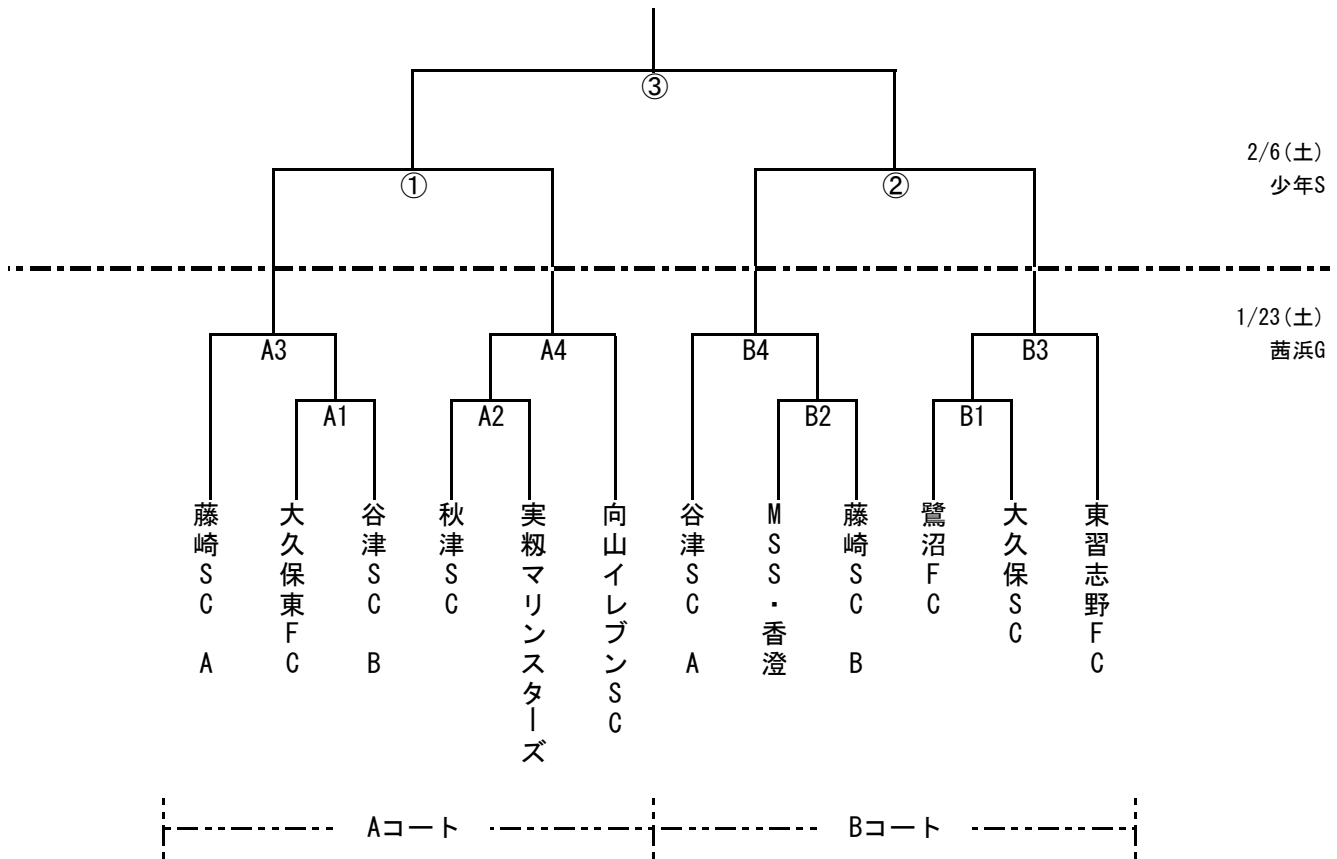 ③
2/6(土)
① ②
少年S
1/23(土)
A3 A4 B4 B3
茜浜G
A1 A2 B2 B1
藤崎SC A
大久保東FC
谷津SC B
秋津SC
実籾マリンスターズ
向山イレブンSC
谷津SC A
MSS・香澄
藤崎SC B
鷺沼FC
大久保SC
東習志野FC
Aコート Bコート